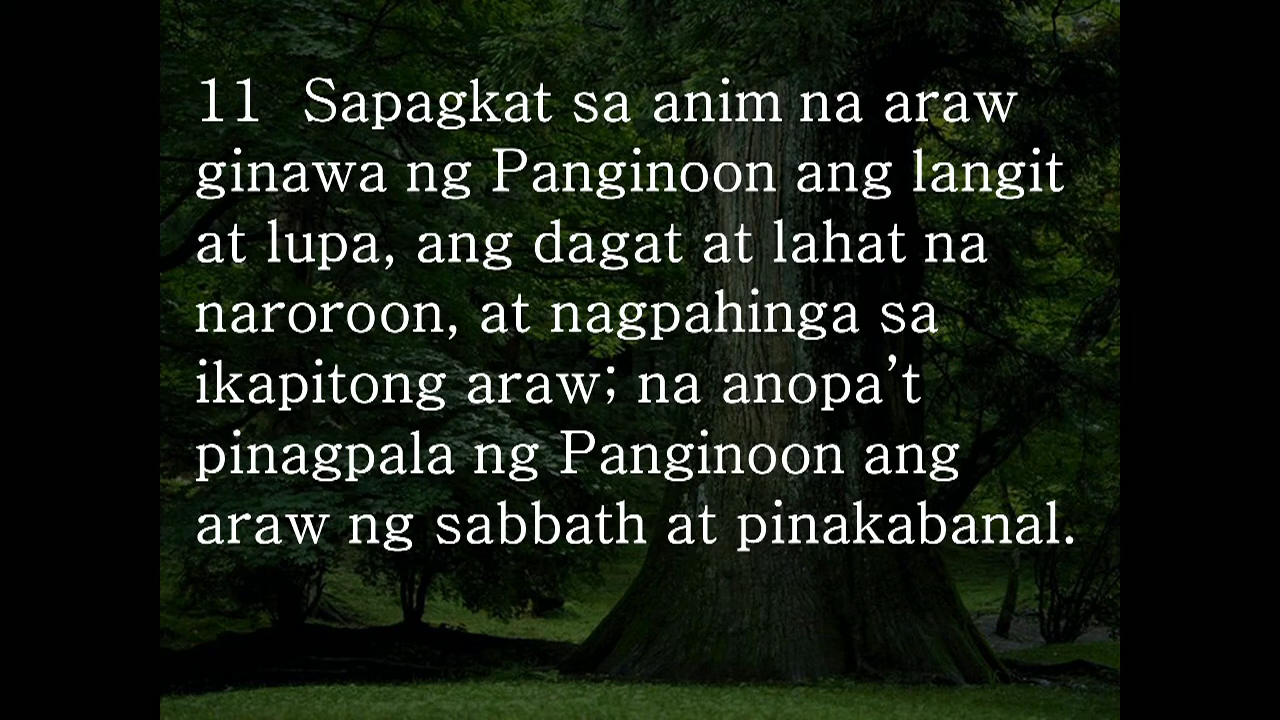 11 Sapagkat sa anim na araw
ginawa ng Panginoon ang langit
at lupa, ang dagat at lahat na
naroroon, at nagpahinga sa
ikapitong araw; na anopa’t
pinagpala ng Panginoon ang
araw ng sabbath at pinakabanal.